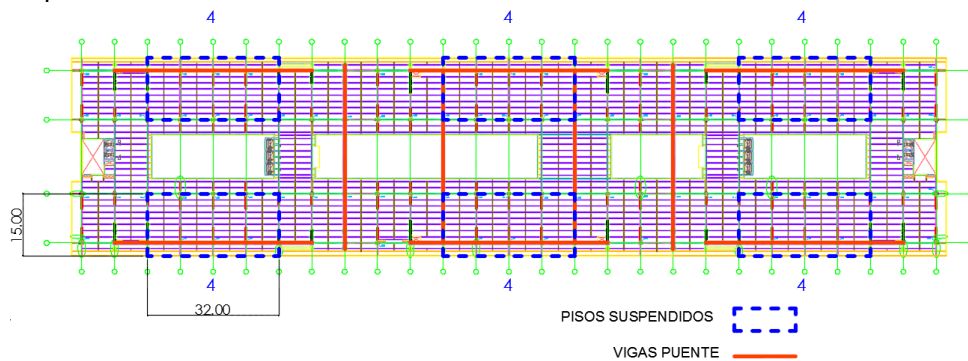 4 4 4
15.00
32.00
4 4 4
PISOS SUSPENDIDOS
VIGAS PUENTE